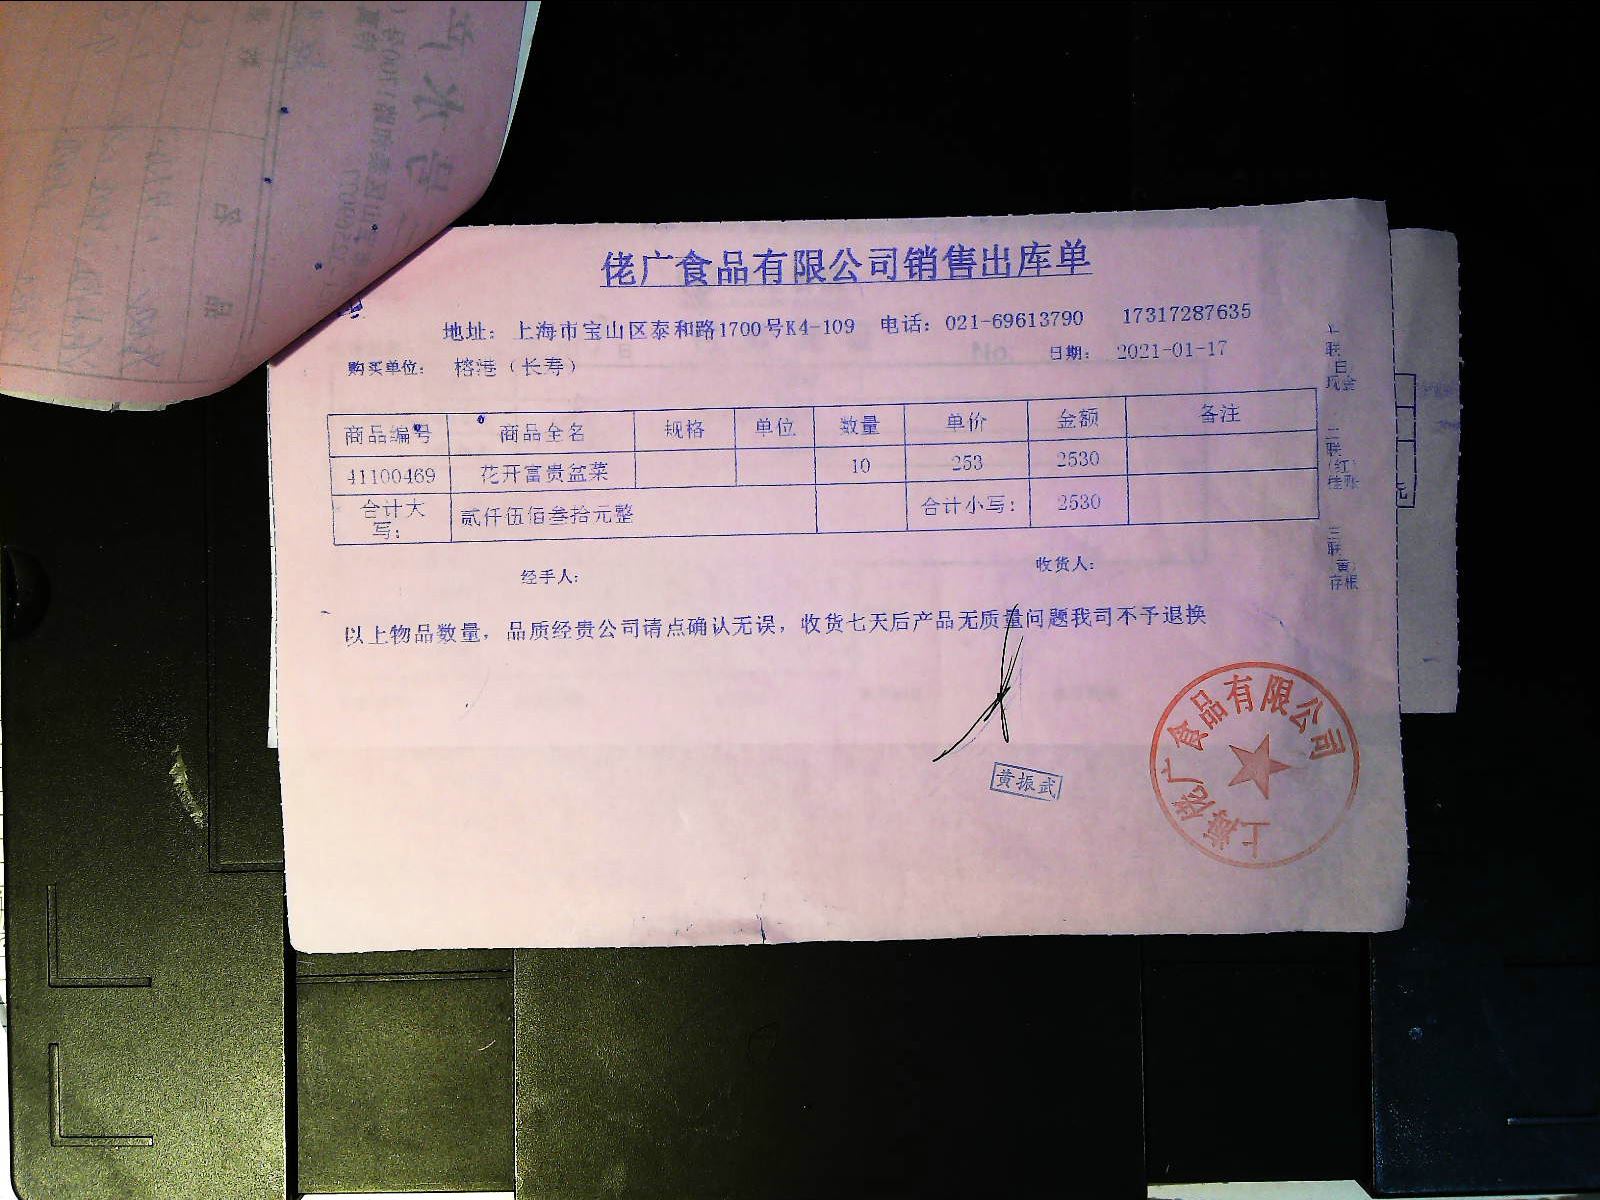 佬广食品有限公司销售出库单
地址：上海市宝山区泰和路1700号K4-109 电话：021-69613790 17317287635
购买单位：榕港（长寿） 日期：2021-01-17
商品编号 商品全名 规格 单位 数量 单价 金额 备注
41100469 花开富贵盆菜 10 253 2530
合计大写： 贰仟伍佰叁拾元整 合计小写： 2530
经手人： 收货人：
以上物品数量，品质经贵公司请点确认无误，收货七天后产品无质量问题我司不予退换
一联 白 现金
二联（红）挂账
三联 黄 存根
黄振武
上海佬广食品有限公司